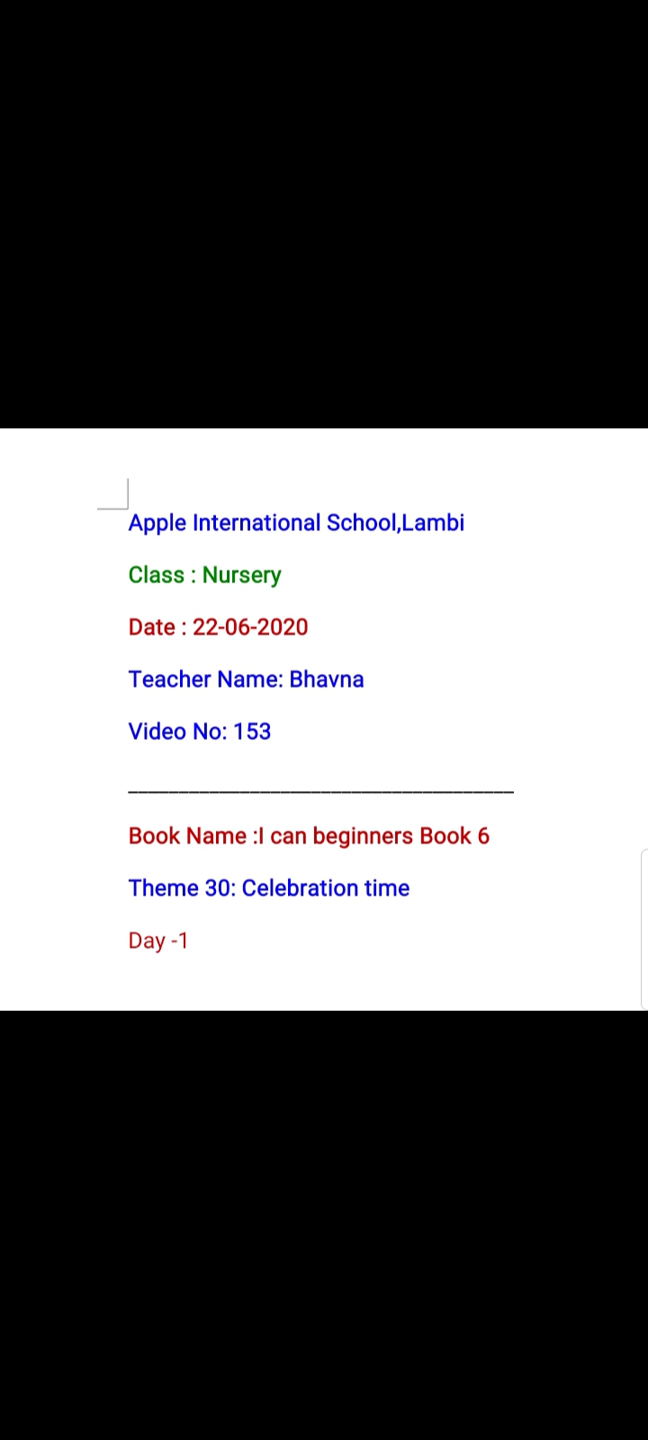 Apple International School,Lambi
Class : Nursery
Date : 22-06-2020
Teacher Name: Bhavna
Video No: 153
___________________________________
Book Name :I can beginners Book 6
Theme 30: Celebration time
Day -1